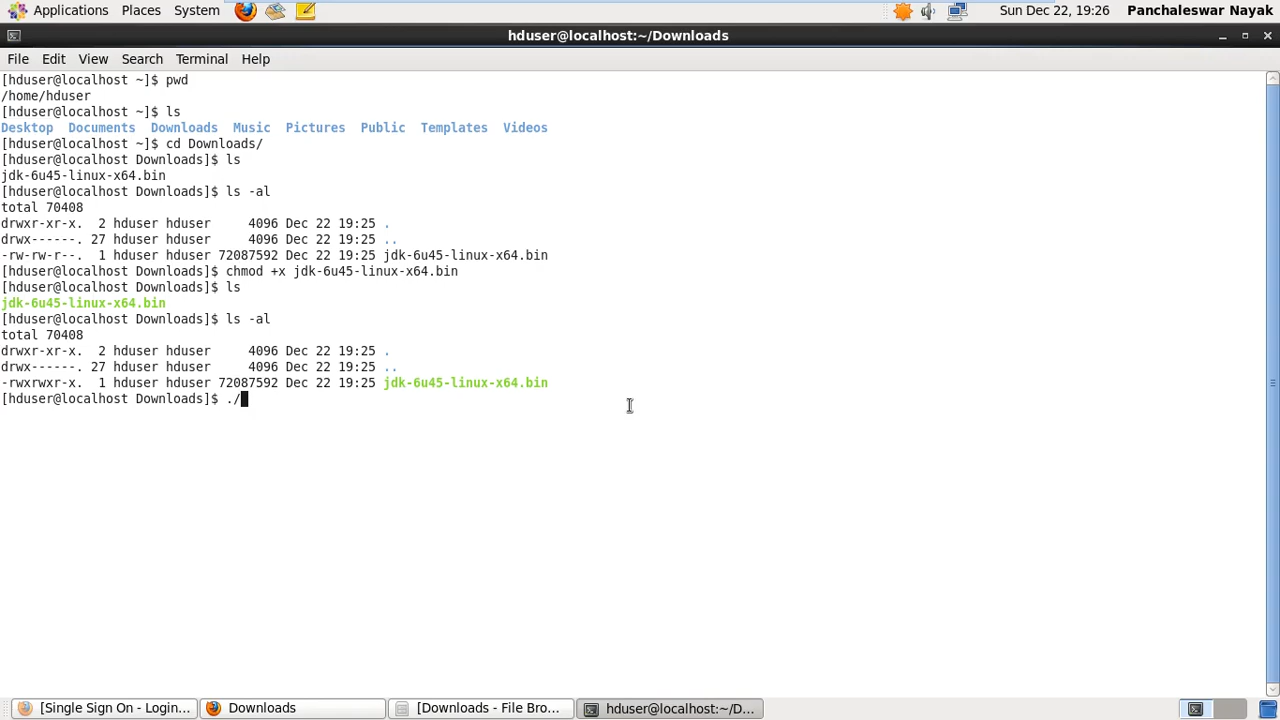 Applications Places System Sun Dec 22, 19:26 Panchaleswar Nayak
hduser@localhost:~/Downloads
File Edit View Search Terminal Help
[hduser@localhost ~]$ pwd
/home/hduser
[hduser@localhost ~]$ ls
Desktop Documents Downloads Music Pictures Public Templates Videos
[hduser@localhost ~]$ cd Downloads/
[hduser@localhost Downloads]$ ls
jdk-6u45-linux-x64.bin
[hduser@localhost Downloads]$ ls -al
total 70408
drwxr-xr-x. 2 hduser hduser 4096 Dec 22 19:25 .
drwx------. 27 hduser hduser 4096 Dec 22 19:25 ..
-rw-rw-r--. 1 hduser hduser 72087592 Dec 22 19:25 jdk-6u45-linux-x64.bin
[hduser@localhost Downloads]$ chmod +x jdk-6u45-linux-x64.bin
[hduser@localhost Downloads]$ ls
jdk-6u45-linux-x64.bin
[hduser@localhost Downloads]$ ls -al
total 70408
drwxr-xr-x. 2 hduser hduser 4096 Dec 22 19:25 .
drwx------. 27 hduser hduser 4096 Dec 22 19:25 ..
-rwxrwxr-x. 1 hduser hduser 72087592 Dec 22 19:25 jdk-6u45-linux-x64.bin
[hduser@localhost Downloads]$ ./
[Single Sign On - Login... Downloads [Downloads - File Bro... hduser@localhost:~/D...